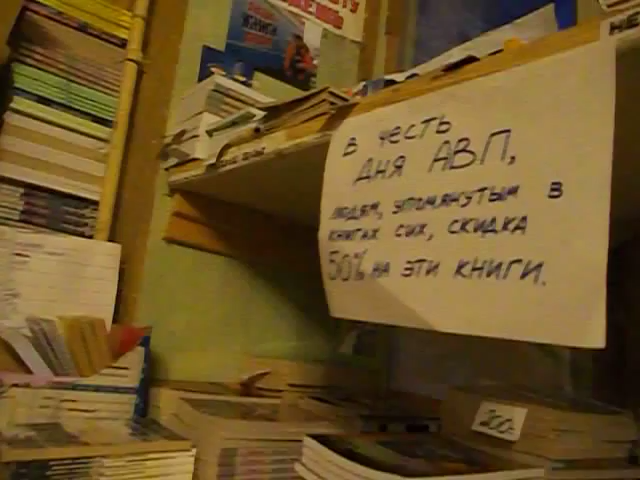 В ЧЕСТЬ
ДНЯ АВП,
ЛЮДЯМ, УПОМЯНУТЫМ В
КНИГАХ СИХ, СКИДКА
50% НА ЭТИ КНИГИ.
200-